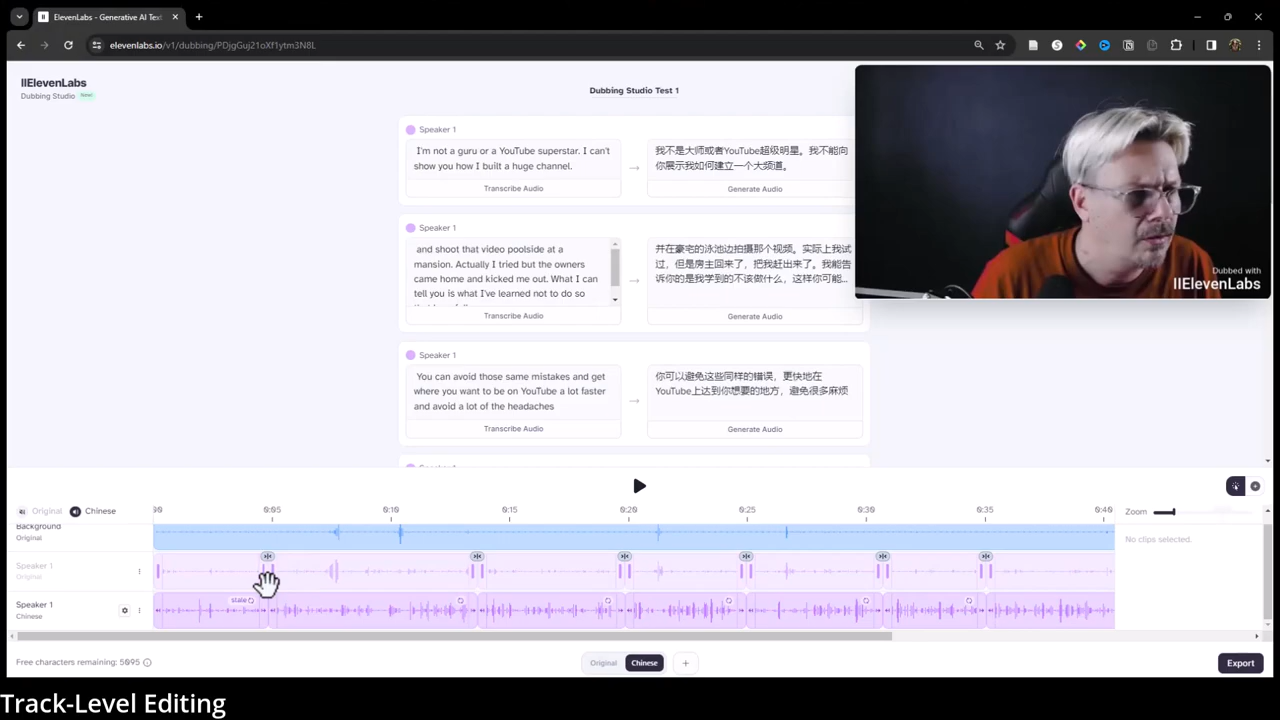 ElevenLabs - Generative AI Text
elevenlabs.io/v1/dubbing/PDjgGuj21oXf1ytm3N8L
IIElevenLabs
Dubbing Studio New!
Dubbing Studio Test 1
Speaker 1
I'm not a guru or a YouTube superstar. I can't
show you how I built a huge channel.
Transcribe Audio
我不是大师或者YouTube超级明星。我不能向
你展示我如何建立一个大频道。
Generate Audio
Speaker 1
and shoot that video poolside at a
mansion. Actually I tried but the owners
came home and kicked me out. What I can
tell you is what I've learned not to do so
Transcribe Audio
并在豪宅的泳池边拍摄那个视频。实际上我试
过，但是房主回来了，把我赶出来了。我能告
诉你的是我学到的不该做什么，这样你可能...
Generate Audio
Speaker 1
You can avoid those same mistakes and get
where you want to be on YouTube a lot faster
and avoid a lot of the headaches
Transcribe Audio
你可以避免这些同样的错误，更快地在
YouTube上达到你想要的地方，避免很多麻烦
Generate Audio
Dubbed with
IIElevenLabs
Original Chinese
:00 0:05 0:10 0:15 0:20 0:25 0:30 0:35 0:40
Zoom
Background
Original
No clips selected.
Speaker 1
Original
Speaker 1
Chinese
stale
Free characters remaining: 5095
Original Chinese +
Export
Track-Level Editing